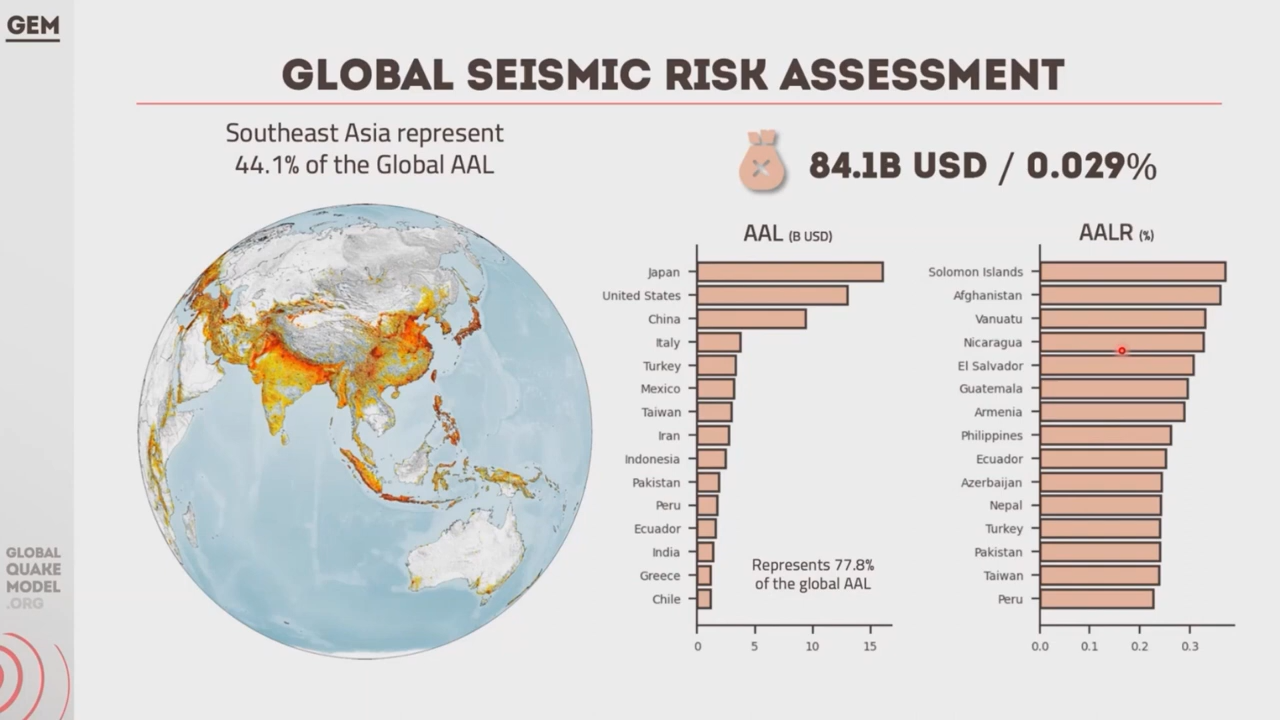 GEM
GLOBAL SEISMIC RISK ASSESSMENT
Southeast Asia represent
44.1% of the Global AAL
84.1B USD / 0.029%
AAL (B USD)
Japan
United States
China
Italy
Turkey
Mexico
Taiwan
Iran
Indonesia
Pakistan
Peru
Ecuador
India
Greece
Chile
Represents 77.8%
of the global AAL
0 5 10 15
AALR (%)
Solomon Islands
Afghanistan
Vanuatu
Nicaragua
El Salvador
Guatemala
Armenia
Philippines
Ecuador
Azerbaijan
Nepal
Turkey
Pakistan
Taiwan
Peru
0.0 0.1 0.2 0.3
GLOBAL
QUAKE
MODEL
.ORG